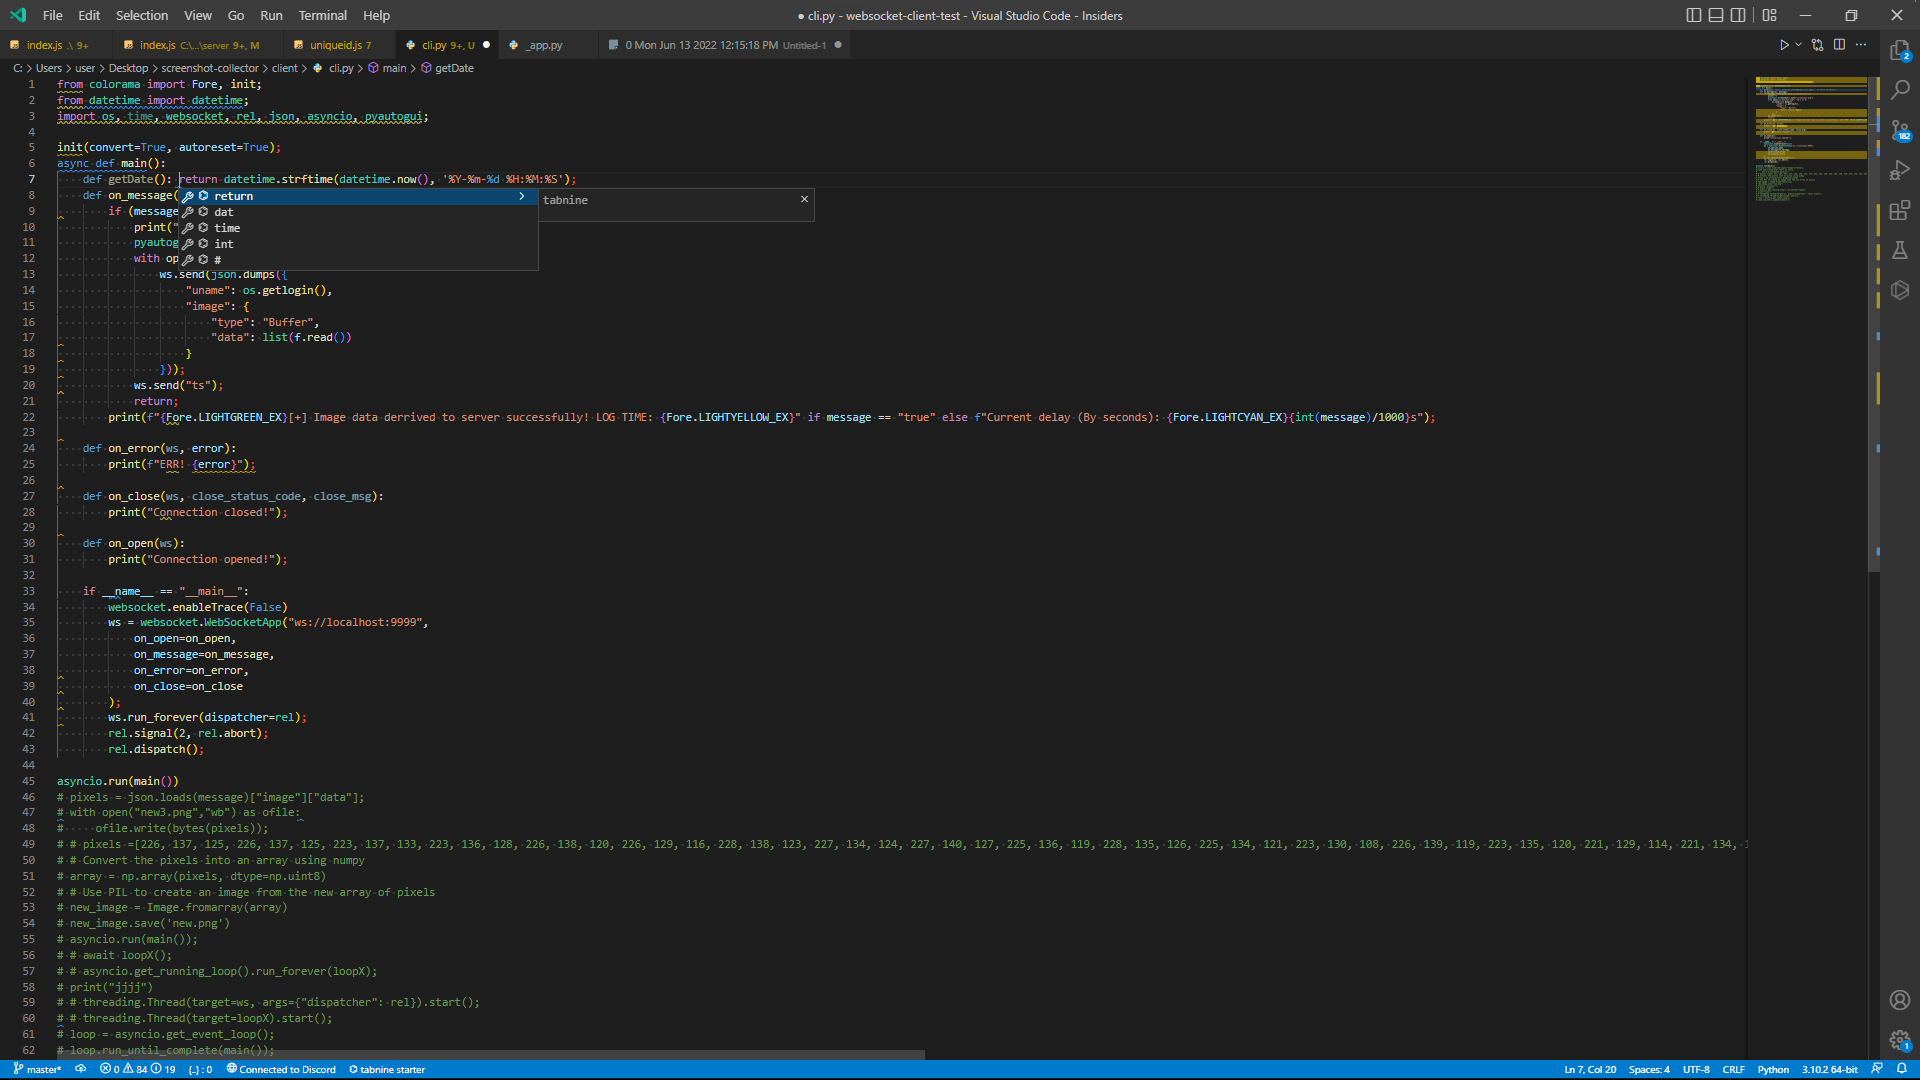 File Edit Selection View Go Run Terminal Help
● cli.py - websocket-client-test - Visual Studio Code - Insiders
index.js .\ 9+
index.js C:\...\server 9+, M
uniqueid.js 7
cli.py 9+, U
_app.py
0 Mon Jun 13 2022 12:15:18 PM Untitled-1
C: > Users > user > Desktop > screenshot-collector > client > cli.py > main > getDate
1 from colorama import Fore, init;
2 from datetime import datetime;
3 import os, time, websocket, rel, json, asyncio, pyautogui;
4
5 init(convert=True, autoreset=True);
6 async def main():
7 def getDate(): return datetime.strftime(datetime.now(), '%Y-%m-%d %H:%M:%S');
8 def on_message(
return
tabnine
9 if (message
dat
10 print("
time
11 pyautog
int
12 with op
#
13 ws.send(json.dumps({
14 "uname": os.getlogin(),
15 "image": {
16 "type": "Buffer",
17 "data": list(f.read())
18 }
19 }));
20 ws.send("ts");
21 return;
22 print(f"{Fore.LIGHTGREEN_EX}[+] Image data derrived to server successfully! LOG TIME: {Fore.LIGHTYELLOW_EX}" if message == "true" else f"Current delay (By seconds): {Fore.LIGHTCYAN_EX}{int(message)/1000}s");
23
24 def on_error(ws, error):
25 print(f"ERR! {error}");
26
27 def on_close(ws, close_status_code, close_msg):
28 print("Connection closed!");
29
30 def on_open(ws):
31 print("Connection opened!");
32
33 if __name__ == "__main__":
34 websocket.enableTrace(False)
35 ws = websocket.WebSocketApp("ws://localhost:9999",
36 on_open=on_open,
37 on_message=on_message,
38 on_error=on_error,
39 on_close=on_close
40 );
41 ws.run_forever(dispatcher=rel);
42 rel.signal(2, rel.abort);
43 rel.dispatch();
44
45 asyncio.run(main())
46 # pixels = json.loads(message)["image"]["data"];
47 # with open("new3.png","wb") as ofile:
48 # ofile.write(bytes(pixels));
49 # # pixels =[226, 137, 125, 226, 137, 125, 223, 137, 133, 223, 136, 128, 226, 138, 120, 226, 129, 116, 228, 138, 123, 227, 134, 124, 227, 140, 127, 225, 136, 119, 228, 135, 126, 225, 134, 121, 223, 130, 108, 226, 139, 119, 223, 135, 120, 221, 129, 114, 221, 134,
50 # # Convert the pixels into an array using numpy
51 # array = np.array(pixels, dtype=np.uint8)
52 # # Use PIL to create an image from the new array of pixels
53 # new_image = Image.fromarray(array)
54 # new_image.save('new.png')
55 # asyncio.run(main());
56 # # await loopX();
57 # # asyncio.get_running_loop().run_forever(loopX);
58 # print("jjjj")
59 # # threading.Thread(target=ws, args={"dispatcher": rel}).start();
60 # # threading.Thread(target=loopX).start();
61 # loop = asyncio.get_event_loop();
62 # loop.run_until_complete(main());
2
182
1
master* 0 84 19 {..} : 0 Connected to Discord tabnine starter
Ln 7, Col 20 Spaces: 4 UTF-8 CRLF Python 3.10.2 64-bit